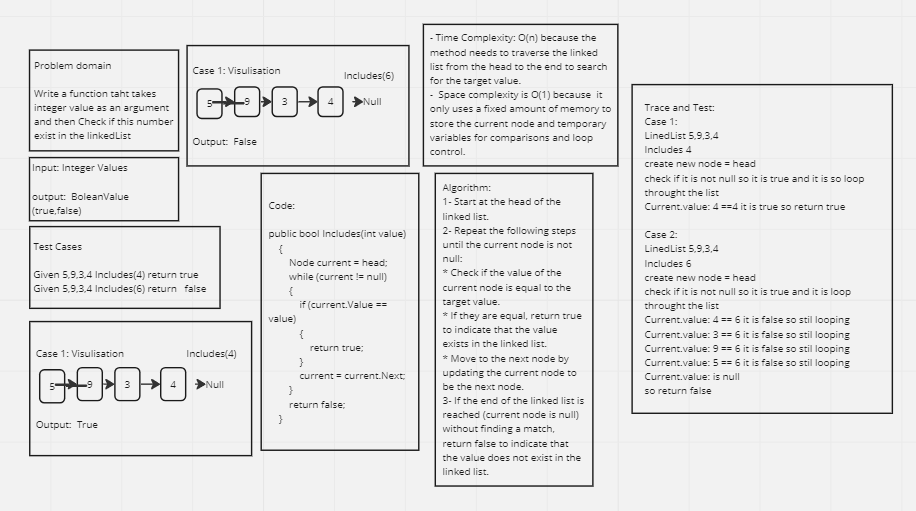 Problem domain
Write a function taht takes
integer value as an argument
and then Check if this number
exist in the linkedList
Input: Integer Values
output:  BoleanValue
(true,false)
Test Cases
Given 5,9,3,4 Includes(4) return true
Given 5,9,3,4 Includes(6) return   false
Case 1: Visulisation
Includes(4)
5 9 3 4 Null
Output:  True
Case 1: Visulisation
Includes(6)
5 9 3 4 Null
Output:  False
Code:
public bool Includes(int value)
{
Node current = head;
while (current != null)
{
if (current.Value ==
value)
{
return true;
}
current = current.Next;
}
return false;
}
- Time Complexity: O(n) because the
method needs to traverse the linked
list from the head to the end to search
for the target value.
-  Space complexity is O(1) because  it
only uses a fixed amount of memory to
store the current node and temporary
variables for comparisons and loop
control.
Algorithm:
1- Start at the head of the
linked list.
2- Repeat the following steps
until the current node is not
null:
* Check if the value of the
current node is equal to the
target value.
* If they are equal, return true
to indicate that the value
exists in the linked list.
* Move to the next node by
updating the current node to
be the next node.
3- If the end of the linked list is
reached (current node is null)
without finding a match,
return false to indicate that
the value does not exist in the
linked list.
Trace and Test:
Case 1:
LinedList 5,9,3,4
Includes 4
create new node = head
check if it is not null so it is true and it is so loop
throught the list
Current.value: 4 ==4 it is true so return true
Case 2:
LinedList 5,9,3,4
Includes 6
create new node = head
check if it is not null so it is true and it is loop
throught the list
Current.value: 4 == 6 it is false so stil looping
Current.value: 3 == 6 it is false so stil looping
Current.value: 9 == 6 it is false so stil looping
Current.value: 5 == 6 it is false so stil looping
Current.value: is null
so return false